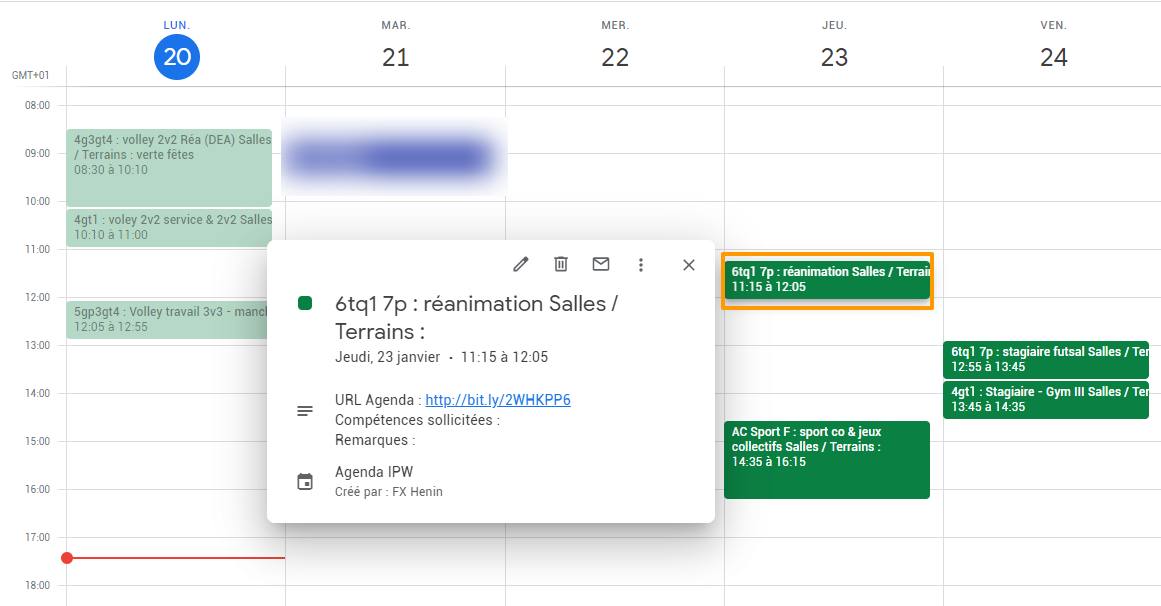 LUN.
20
MAR.
21
MER.
22
JEU.
23
VEN.
24
GMT+01
08:00
09:00
10:00
11:00
12:00
13:00
14:00
15:00
16:00
17:00
18:00
4g3gt4 : volley 2v2 Réa (DEA) Salles
/ Terrains : verte fêtes
08:30 à 10:10
4gt1 : voley 2v2 service & 2v2 Salles
10:10 à 11:00
5gp3gt4 : Volley travail 3v3 - manch
12:05 à 12:55
6tq1 7p : réanimation Salles /
Terrains :
Jeudi, 23 janvier · 11:15 à 12:05
URL Agenda : http://bit.ly/2WHKPP6
Compétences sollicitées :
Remarques :
Agenda IPW
Créé par : FX Henin
6tq1 7p : réanimation Salles / Terrain
11:15 à 12:05
AC Sport F : sport co & jeux
collectifs Salles / Terrains :
14:35 à 16:15
6tq1 7p : stagiaire futsal Salles / Ter
12:55 à 13:45
4gt1 : Stagiaire - Gym III Salles / Ter
13:45 à 14:35